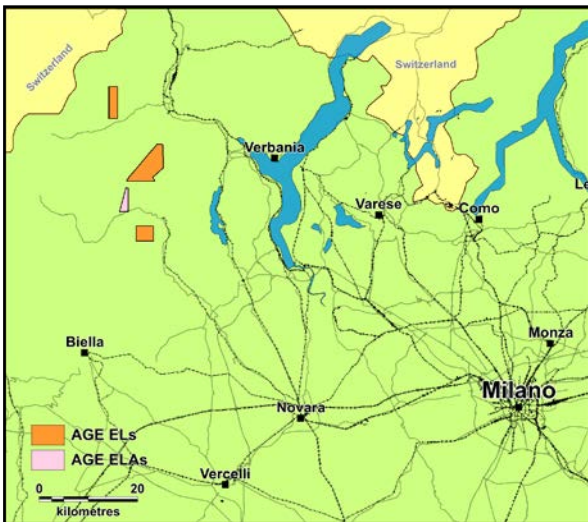 Switzerland
Switzerland
Verbania
Varese
Como
Le
Biella
Monza
Milano
Novara
AGE ELs
AGE ELAs
Vercelli
0 20
kilometres